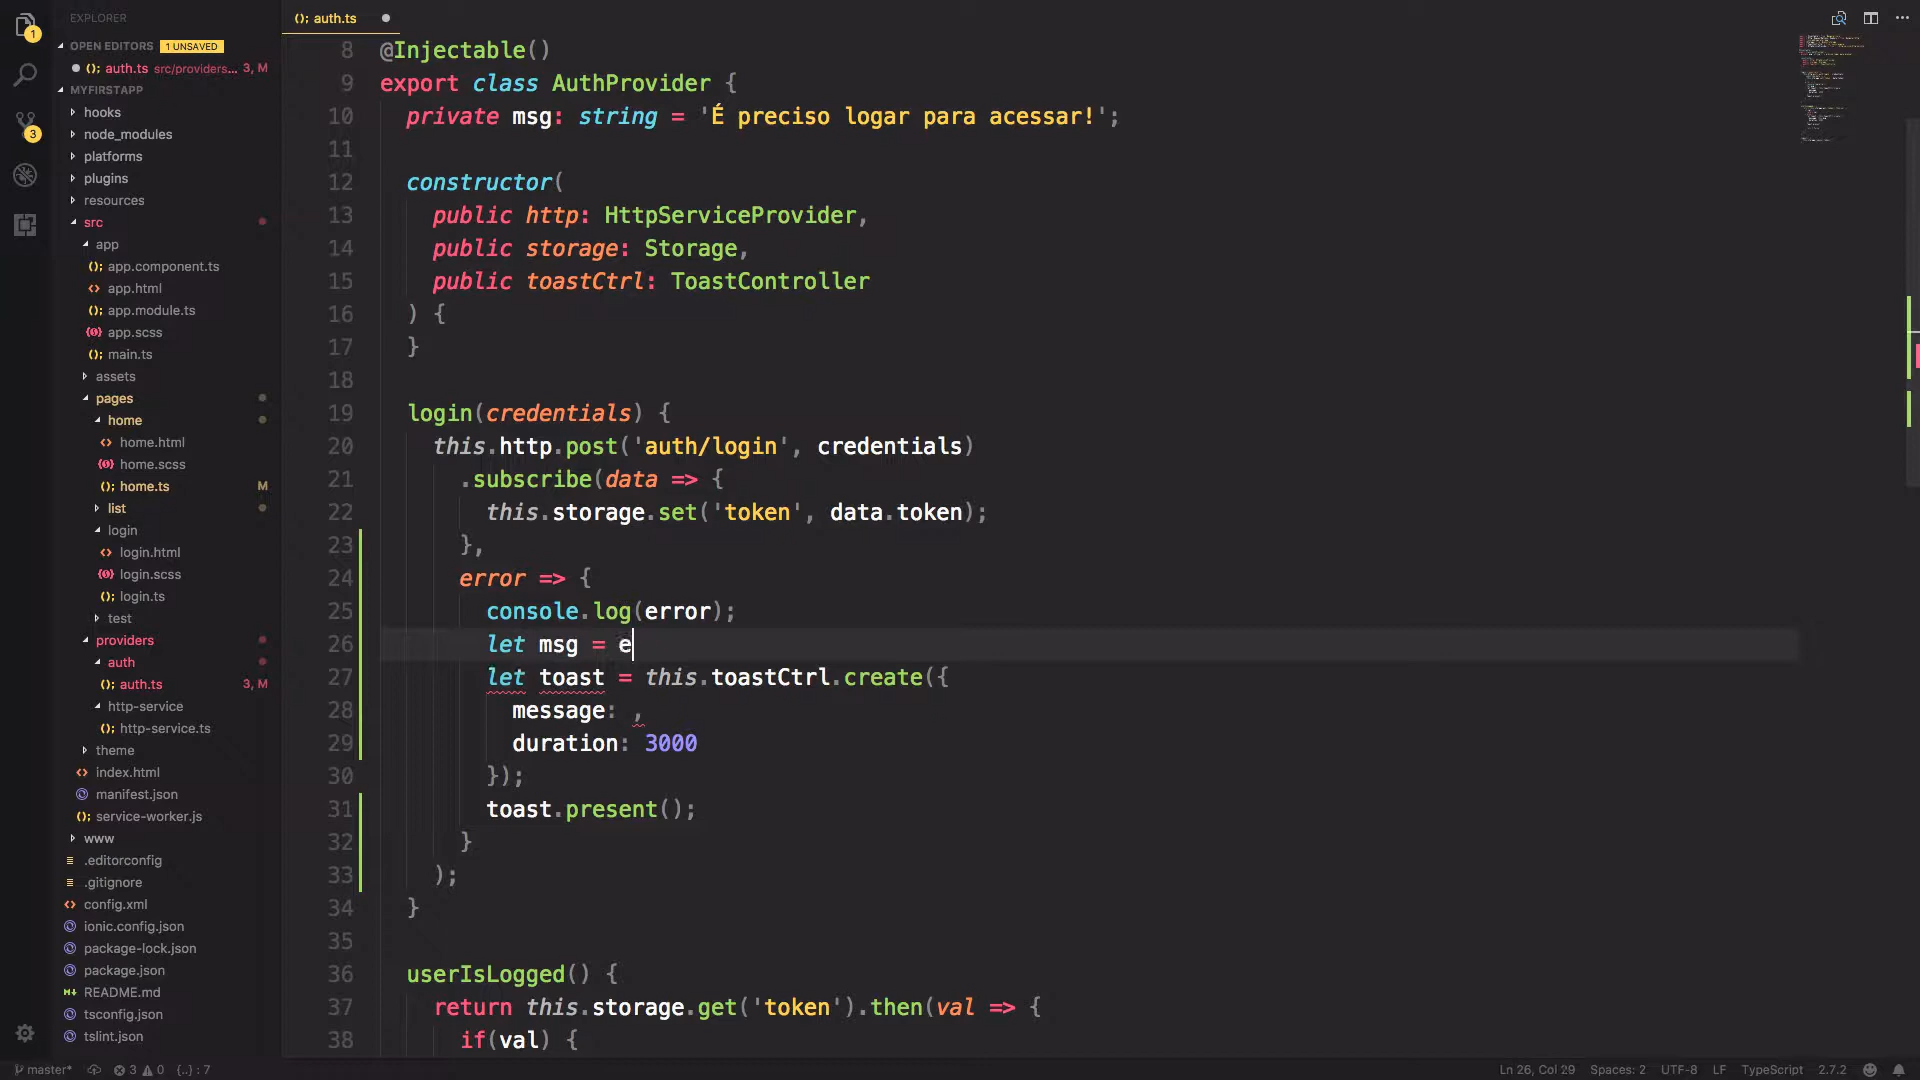 EXPLORER
OPEN EDITORS 1 UNSAVED
auth.ts src/providers... 3, M
MYFIRSTAPP
hooks
node_modules
platforms
plugins
resources
src
app
app.component.ts
app.html
app.module.ts
app.scss
main.ts
assets
pages
home
home.html
home.scss
home.ts M
list
login
login.html
login.scss
login.ts
test
providers
auth
auth.ts 3, M
http-service
http-service.ts
theme
index.html
manifest.json
service-worker.js
www
.editorconfig
.gitignore
config.xml
ionic.config.json
package-lock.json
package.json
README.md
tsconfig.json
tslint.json
1
3
auth.ts
8 @Injectable()
9 export class AuthProvider {
10 private msg: string = 'É preciso logar para acessar!';
11
12 constructor(
13 public http: HttpServiceProvider,
14 public storage: Storage,
15 public toastCtrl: ToastController
16 ) {
17 }
18
19 login(credentials) {
20 this.http.post('auth/login', credentials)
21 .subscribe(data => {
22 this.storage.set('token', data.token);
23 },
24 error => {
25 console.log(error);
26 let msg = e
27 let toast = this.toastCtrl.create({
28 message: ,
29 duration: 3000
30 });
31 toast.present();
32 }
33 );
34 }
35
36 userIsLogged() {
37 return this.storage.get('token').then(val => {
38 if(val) {
master* 3 0 {..} : 7 Ln 26, Col 29 Spaces: 2 UTF-8 LF TypeScript 2.7.2